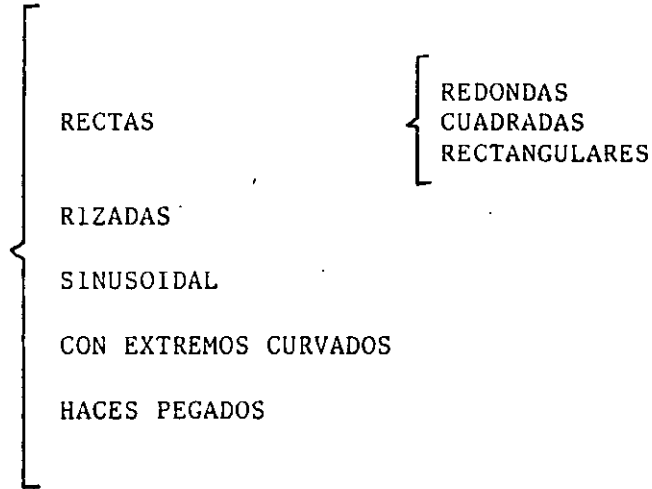 REDONDAS
RECTAS CUADRADAS
RECTANGULARES
RIZADAS
SINUSOIDAL
CON EXTREMOS CURVADOS
HACES PEGADOS